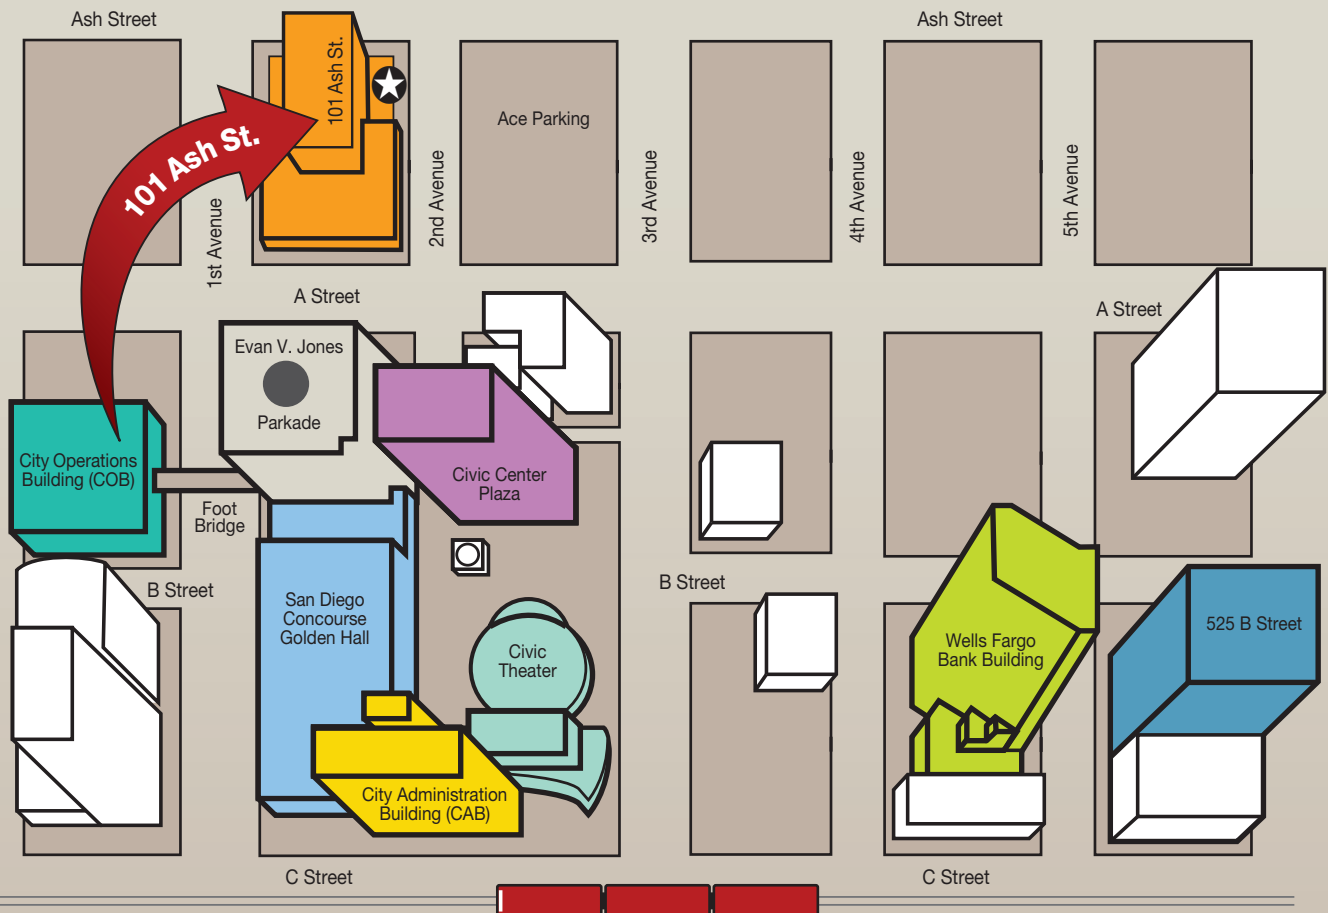 Ash Street
Ash Street
101 Ash St.
Ace Parking
101 Ash St.
1st Avenue
2nd Avenue
3rd Avenue
4th Avenue
5th Avenue
A Street
A Street
Evan V. Jones
Parkade
City Operations
Building (COB)
Civic Center
Plaza
Foot
Bridge
B Street
B Street
San Diego
Concourse
Golden Hall
Civic
Theater
Wells Fargo
Bank Building
525 B Street
City Administration
Building (CAB)
C Street
C Street